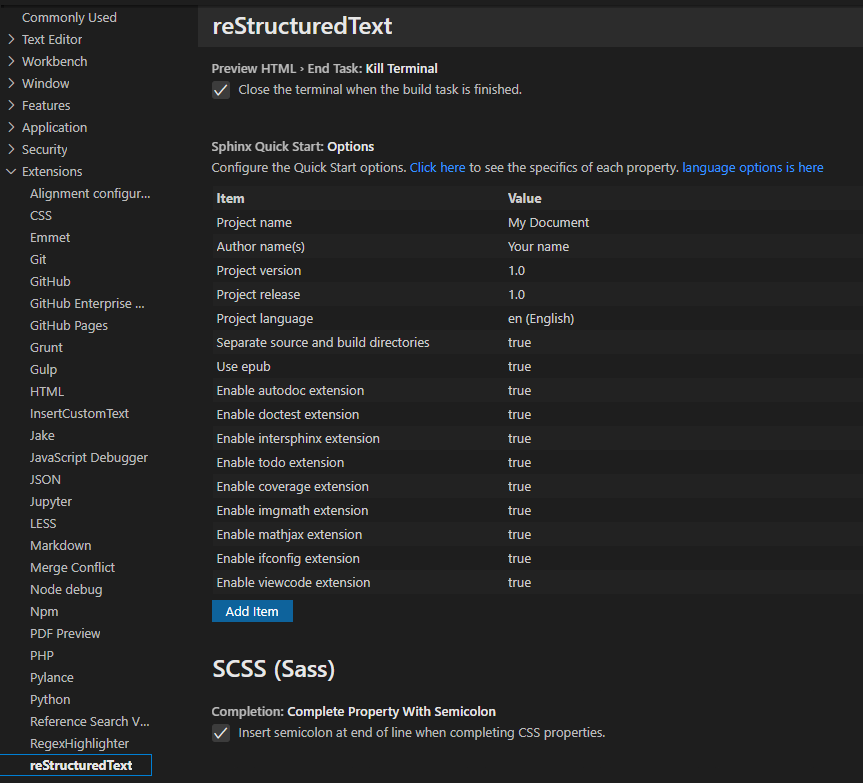 Commonly Used
Text Editor
Workbench
Window
Features
Application
Security
Extensions
Alignment configur...
CSS
Emmet
Git
GitHub
GitHub Enterprise ...
GitHub Pages
Grunt
Gulp
HTML
InsertCustomText
Jake
JavaScript Debugger
JSON
Jupyter
LESS
Markdown
Merge Conflict
Node debug
Npm
PDF Preview
PHP
Pylance
Python
Reference Search V...
RegexHighlighter
reStructuredText
reStructuredText
Preview HTML › End Task: Kill Terminal
Close the terminal when the build task is finished.
Sphinx Quick Start: Options
Configure the Quick Start options. Click here to see the specifics of each property. language options is here
Item Value
Project name My Document
Author name(s) Your name
Project version 1.0
Project release 1.0
Project language en (English)
Separate source and build directories true
Use epub true
Enable autodoc extension true
Enable doctest extension true
Enable intersphinx extension true
Enable todo extension true
Enable coverage extension true
Enable imgmath extension true
Enable mathjax extension true
Enable ifconfig extension true
Enable viewcode extension true
Add Item
SCSS (Sass)
Completion: Complete Property With Semicolon
Insert semicolon at end of line when completing CSS properties.